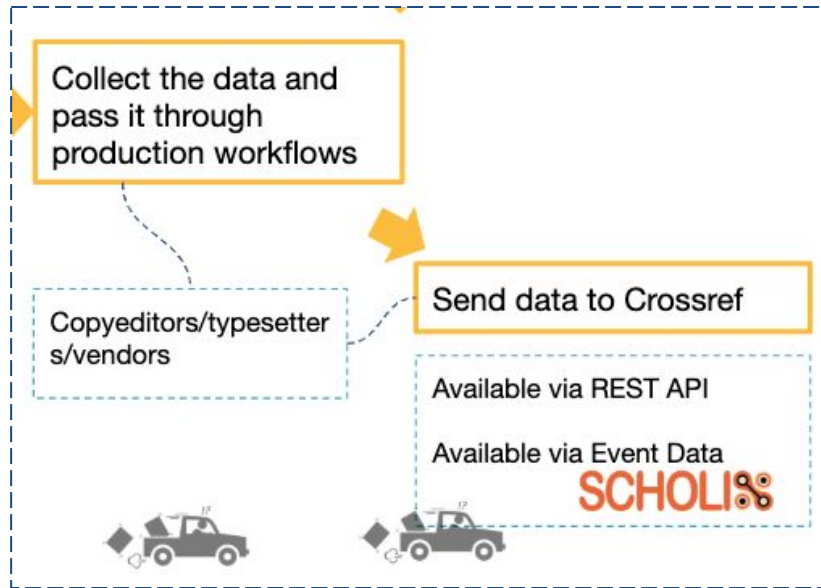 Collect the data and
pass it through
production workflows
Copyeditors/typesetter
s/vendors
Send data to Crossref
Available via REST API
Available via Event Data
SCHOLIX
!?
!?